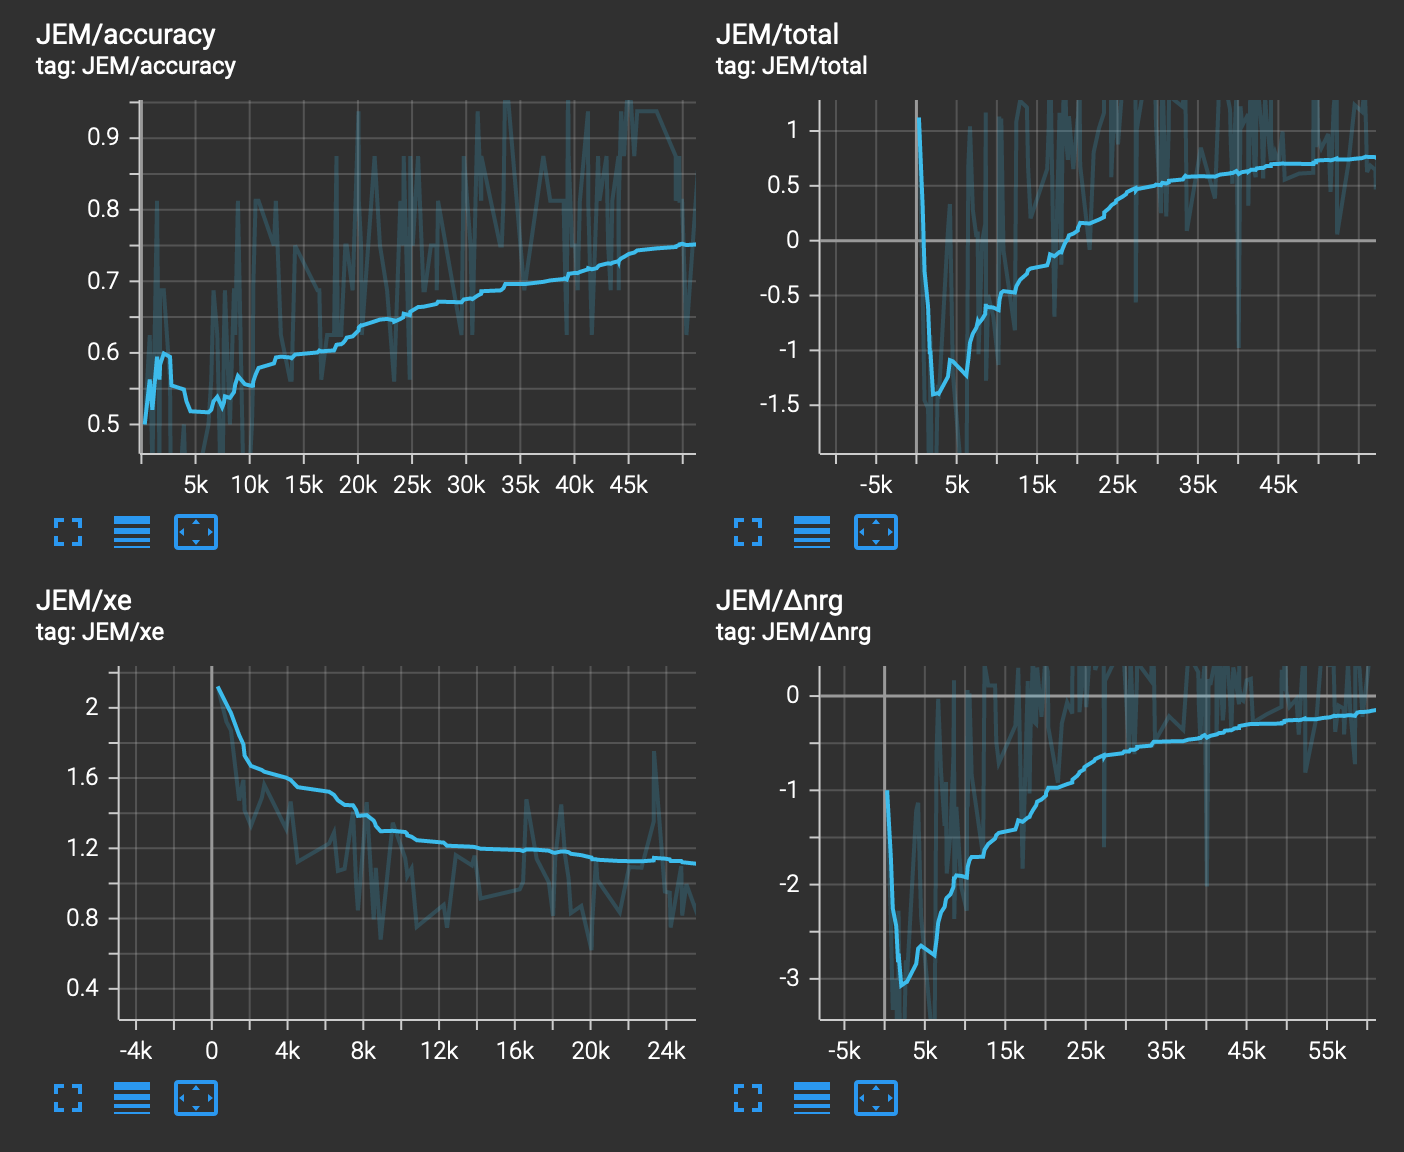 JEM/accuracy
tag: JEM/accuracy
0.9
0.8
0.7
0.6
0.5
5k 10k 15k 20k 25k 30k 35k 40k 45k
JEM/total
tag: JEM/total
1
0.5
0
-0.5
-1
-1.5
-5k 5k 15k 25k 35k 45k
JEM/xe
tag: JEM/xe
2
1.6
1.2
0.8
0.4
-4k 0 4k 8k 12k 16k 20k 24k
JEM/Δnrg
tag: JEM/Δnrg
0
-1
-2
-3
-5k 5k 15k 25k 35k 45k 55k